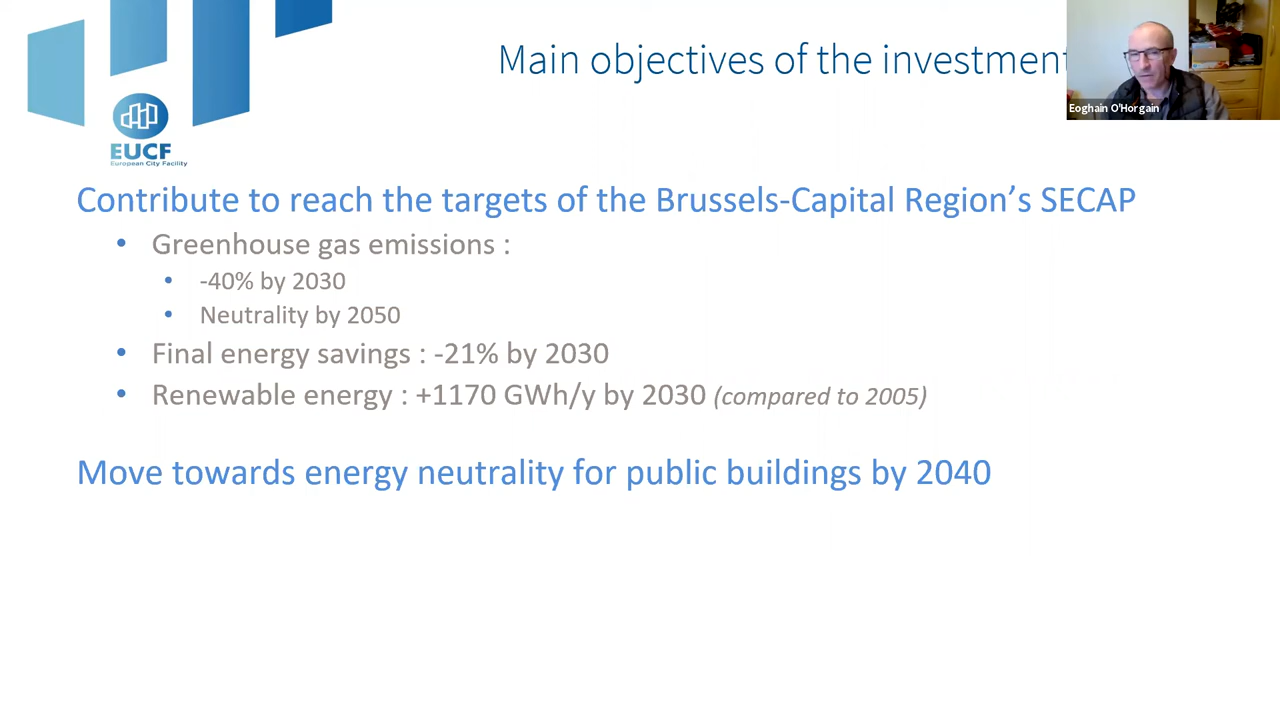 Main objectives of the investment
Eoghain O'Horgain
EUCF
European City Facility
Contribute to reach the targets of the Brussels-Capital Region’s SECAP
• Greenhouse gas emissions :
• -40% by 2030
• Neutrality by 2050
• Final energy savings : -21% by 2030
• Renewable energy : +1170 GWh/y by 2030 (compared to 2005)
Move towards energy neutrality for public buildings by 2040